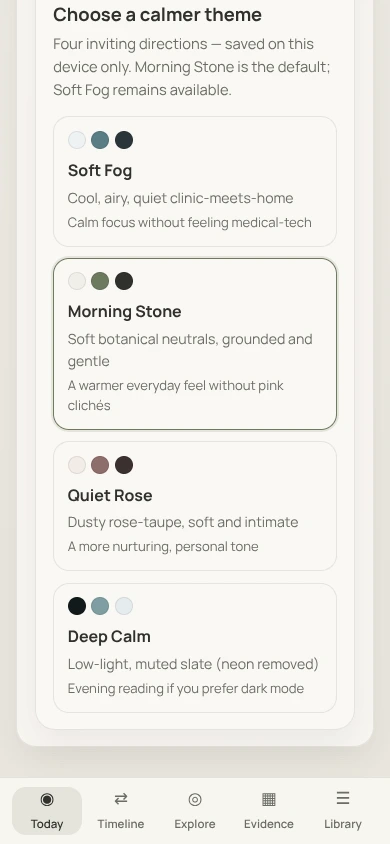 Choose a calmer theme
Four inviting directions — saved on this
device only. Morning Stone is the default;
Soft Fog remains available.
Soft Fog
Cool, airy, quiet clinic-meets-home
Calm focus without feeling medical-tech
Morning Stone
Soft botanical neutrals, grounded and
gentle
A warmer everyday feel without pink
clichés
Quiet Rose
Dusty rose-taupe, soft and intimate
A more nurturing, personal tone
Deep Calm
Low-light, muted slate (neon removed)
Evening reading if you prefer dark mode
Today
Timeline
Explore
Evidence
Library